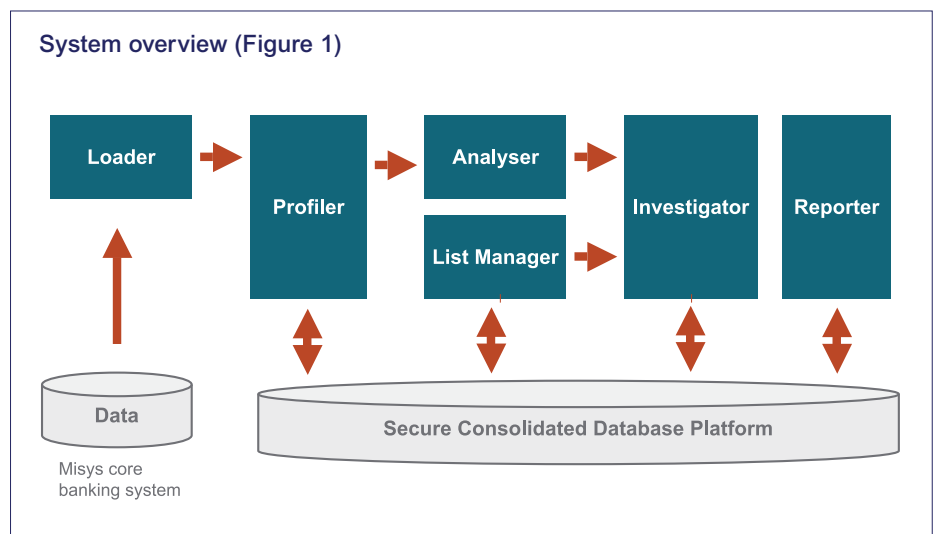 System overview (Figure 1)
Loader
Profiler
Analyser
List Manager
Investigator
Reporter
Data
Secure Consolidated Database Platform
Misys core
banking system